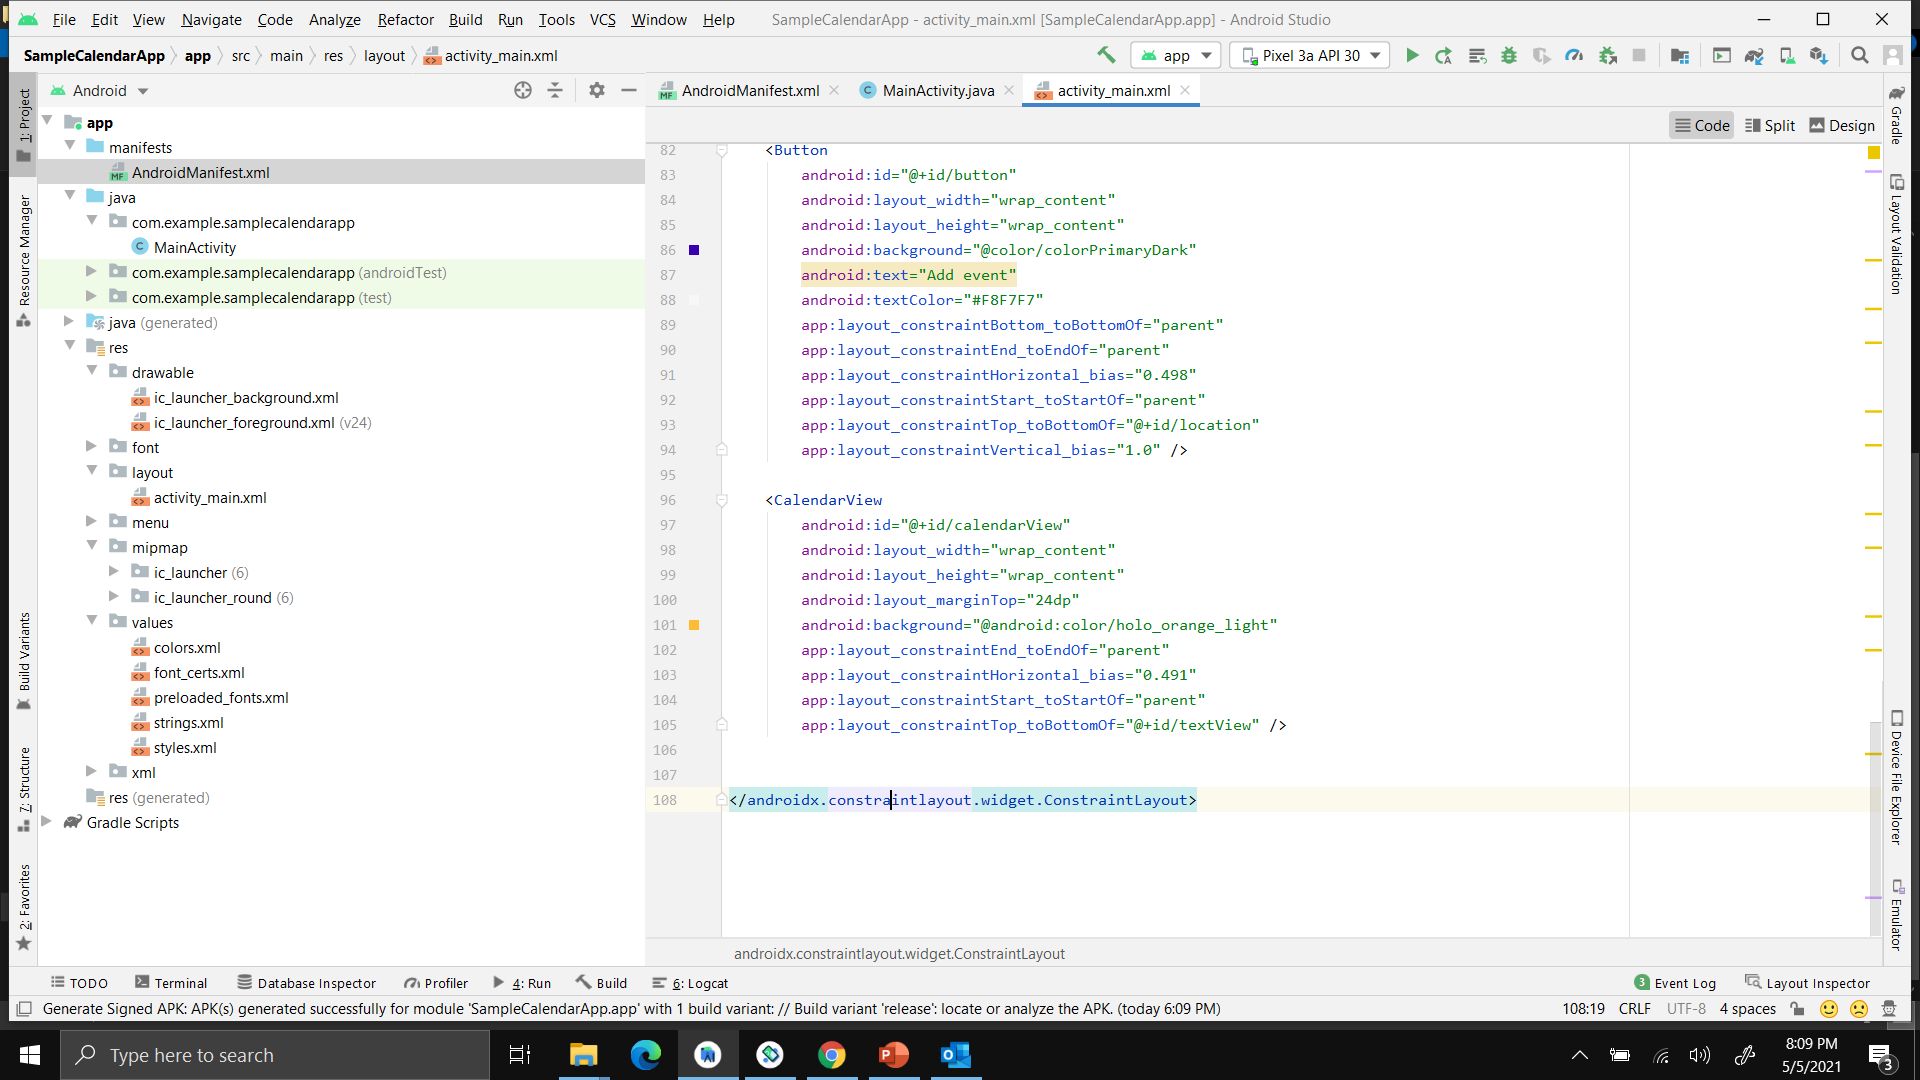 File Edit View Navigate Code Analyze Refactor Build Run Tools VCS Window Help SampleCalendarApp - activity_main.xml [SampleCalendarApp.app] - Android Studio
SampleCalendarApp app src main res layout activity_main.xml app Pixel 3a API 30
Android AndroidManifest.xml MainActivity.java activity_main.xml
Code Split Design
1: Project
Resource Manager
Build Variants
7: Structure
2: Favorites
app
manifests
AndroidManifest.xml
java
com.example.samplecalendarapp
MainActivity
com.example.samplecalendarapp (androidTest)
com.example.samplecalendarapp (test)
java (generated)
res
drawable
ic_launcher_background.xml
ic_launcher_foreground.xml (v24)
font
layout
activity_main.xml
menu
mipmap
ic_launcher (6)
ic_launcher_round (6)
values
colors.xml
font_certs.xml
preloaded_fonts.xml
strings.xml
styles.xml
xml
res (generated)
Gradle Scripts
82 <Button
83 android:id="@+id/button"
84 android:layout_width="wrap_content"
85 android:layout_height="wrap_content"
86 android:background="@color/colorPrimaryDark"
87 android:text="Add event"
88 android:textColor="#F8F7F7"
89 app:layout_constraintBottom_toBottomOf="parent"
90 app:layout_constraintEnd_toEndOf="parent"
91 app:layout_constraintHorizontal_bias="0.498"
92 app:layout_constraintStart_toStartOf="parent"
93 app:layout_constraintTop_toBottomOf="@+id/location"
94 app:layout_constraintVertical_bias="1.0" />
95
96 <CalendarView
97 android:id="@+id/calendarView"
98 android:layout_width="wrap_content"
99 android:layout_height="wrap_content"
100 android:layout_marginTop="24dp"
101 android:background="@android:color/holo_orange_light"
102 app:layout_constraintEnd_toEndOf="parent"
103 app:layout_constraintHorizontal_bias="0.491"
104 app:layout_constraintStart_toStartOf="parent"
105 app:layout_constraintTop_toBottomOf="@+id/textView" />
106
107
108 </androidx.constraintlayout.widget.ConstraintLayout>
androidx.constraintlayout.widget.ConstraintLayout
Gradle
Layout Validation
Device File Explorer
Emulator
TODO Terminal Database Inspector Profiler 4: Run Build 6: Logcat 3 Event Log Layout Inspector
Generate Signed APK: APK(s) generated successfully for module 'SampleCalendarApp.app' with 1 build variant: // Build variant 'release': locate or analyze the APK. (today 6:09 PM) 108:19 CRLF UTF-8 4 spaces
Type here to search
8:09 PM
5/5/2021
3